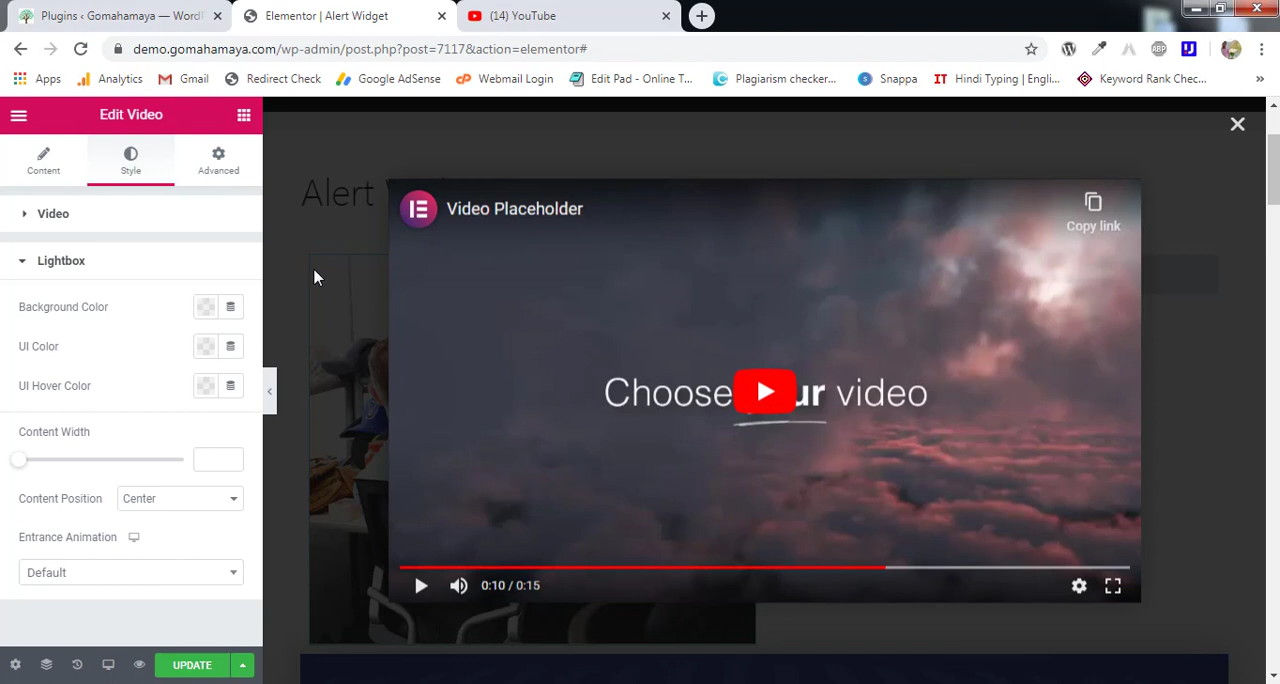 Plugins ‹ Gomahamaya — WordP
Elementor | Alert Widget
(14) YouTube
demo.gomahamaya.com/wp-admin/post.php?post=7117&action=elementor#
Apps
Analytics
Gmail
Redirect Check
Google AdSense
Webmail Login
Edit Pad - Online T...
Plagiarism checker...
Snappa
Hindi Typing | Engli...
Keyword Rank Chec...
»
Edit Video
Content
Style
Advanced
Video
Lightbox
Background Color
UI Color
UI Hover Color
Content Width
Content Position
Center
Entrance Animation
Default
UPDATE
Alert
Video Placeholder
Copy link
Choose video
0:10 / 0:15